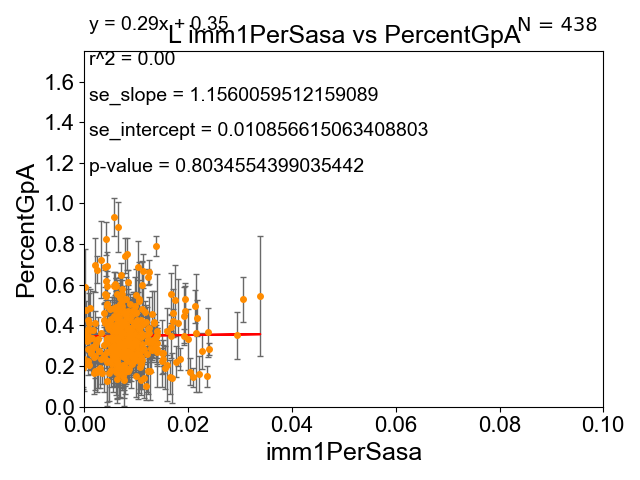 y = 0.29x + 0.35
L imm1PerSasa vs PercentGpA
N = 438
r^2 = 0.00
se_slope = 1.1560059512159089
se_intercept = 0.010856615063408803
p-value = 0.8034554399035442
PercentGpA
1.6
1.4
1.2
1.0
0.8
0.6
0.4
0.2
0.0
0.00 0.02 0.04 0.06 0.08 0.10
imm1PerSasa